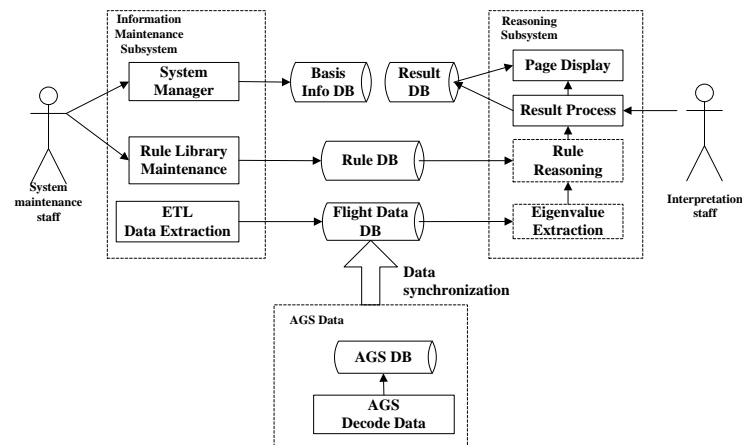 Information
Maintenance
Subsystem
System
Manager
Rule Library
Maintenance
ETL
Data Extraction
System
maintenance
staff
Basis
Info DB
Result
DB
Rule DB
Flight Data
DB
Data
synchronization
Reasoning
Subsystem
Page Display
Result Process
Rule
Reasoning
Eigenvalue
Extraction
Interpretation
staff
AGS Data
AGS DB
AGS
Decode Data